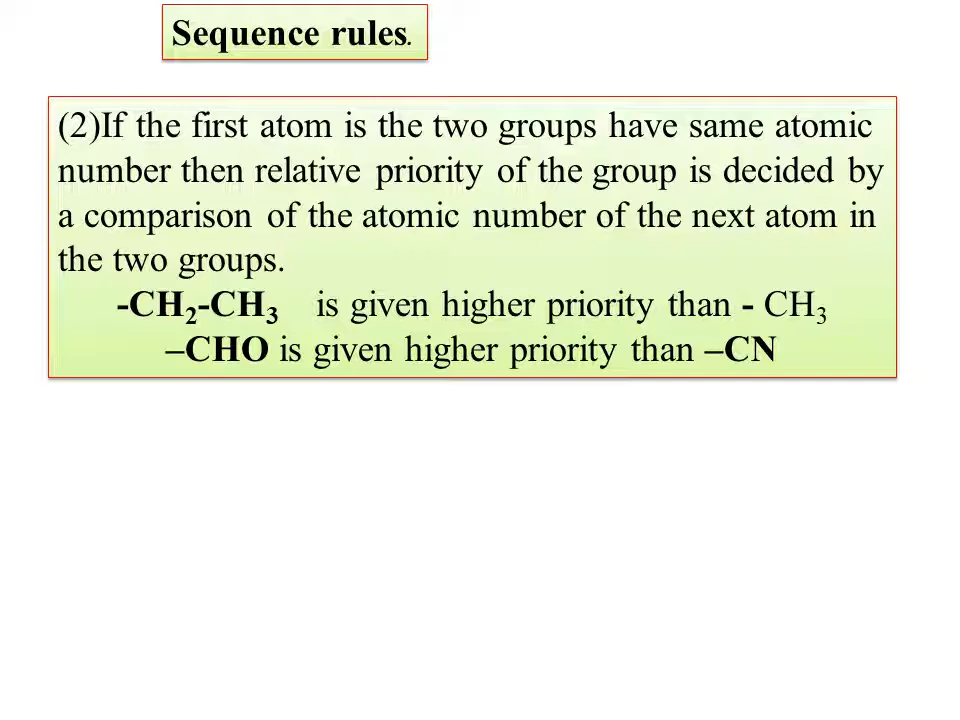 Sequence rules.
(2)If the first atom is the two groups have same atomic
number then relative priority of the group is decided by
a comparison of the atomic number of the next atom in
the two groups.
-CH₂-CH₃ is given higher priority than - CH₃
–CHO is given higher priority than –CN